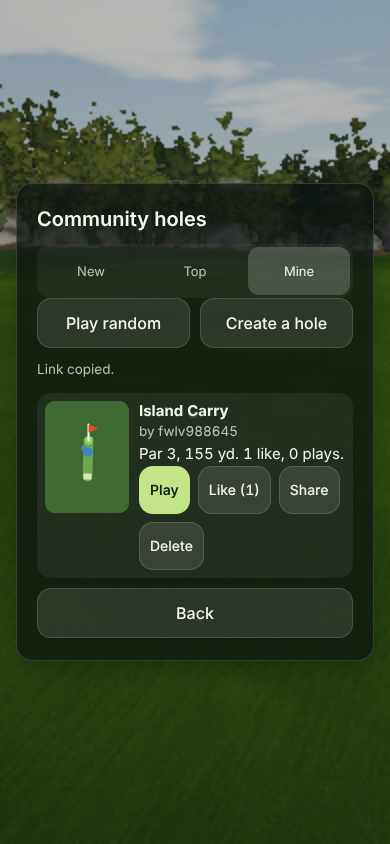 Community holes
New Top Mine
Play random Create a hole
Link copied.
Island Carry
by fwlv988645
Par 3, 155 yd. 1 like, 0 plays.
Play Like (1) Share
Delete
Back